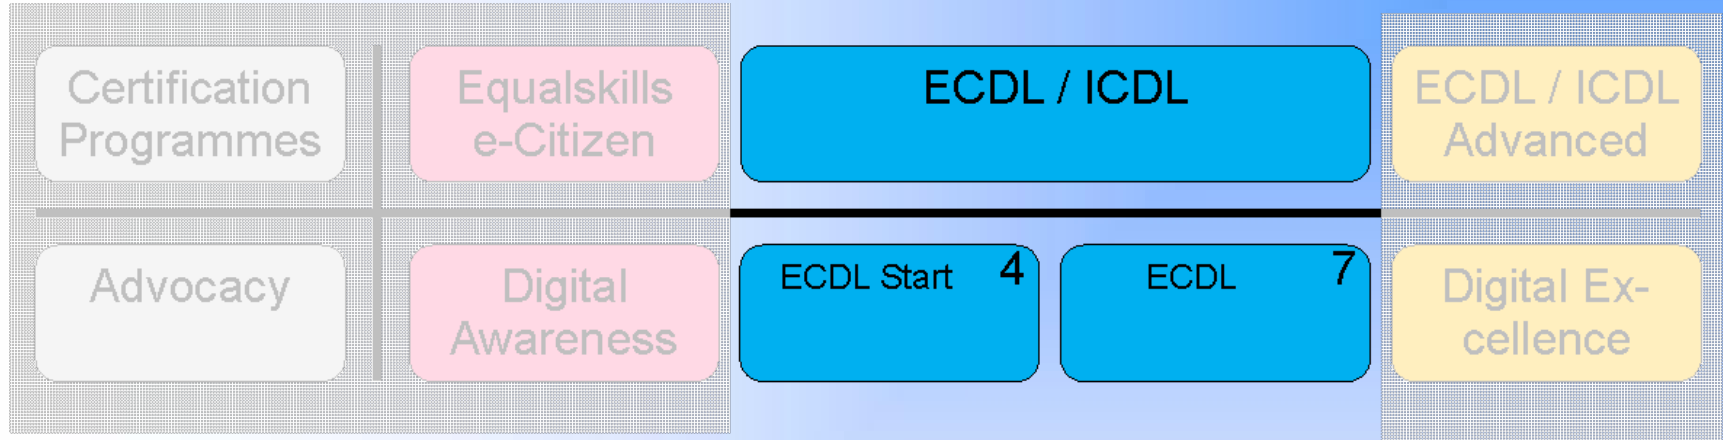 Certification
Programmes
Equalskills
e-Citizen
ECDL / ICDL
ECDL / ICDL
Advanced
Advocacy
Digital
Awareness
ECDL Start 4
ECDL 7
Digital Ex-
cellence